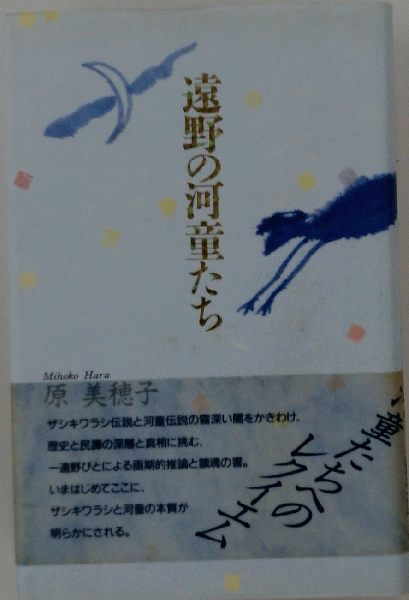 遠野の河童たち
Mihoko Hara
原 美穂子
ザシキワラシ伝説と河童伝説の霧深い闇をかきわけ、
歴史と民譚の深層と真相に挑む、
一遠野びとによる画期的推論と鎮魂の書。
いまはじめてここに、
ザシキワラシと河童の本質が
明らかにされる。
河童たちへの
レクイエム